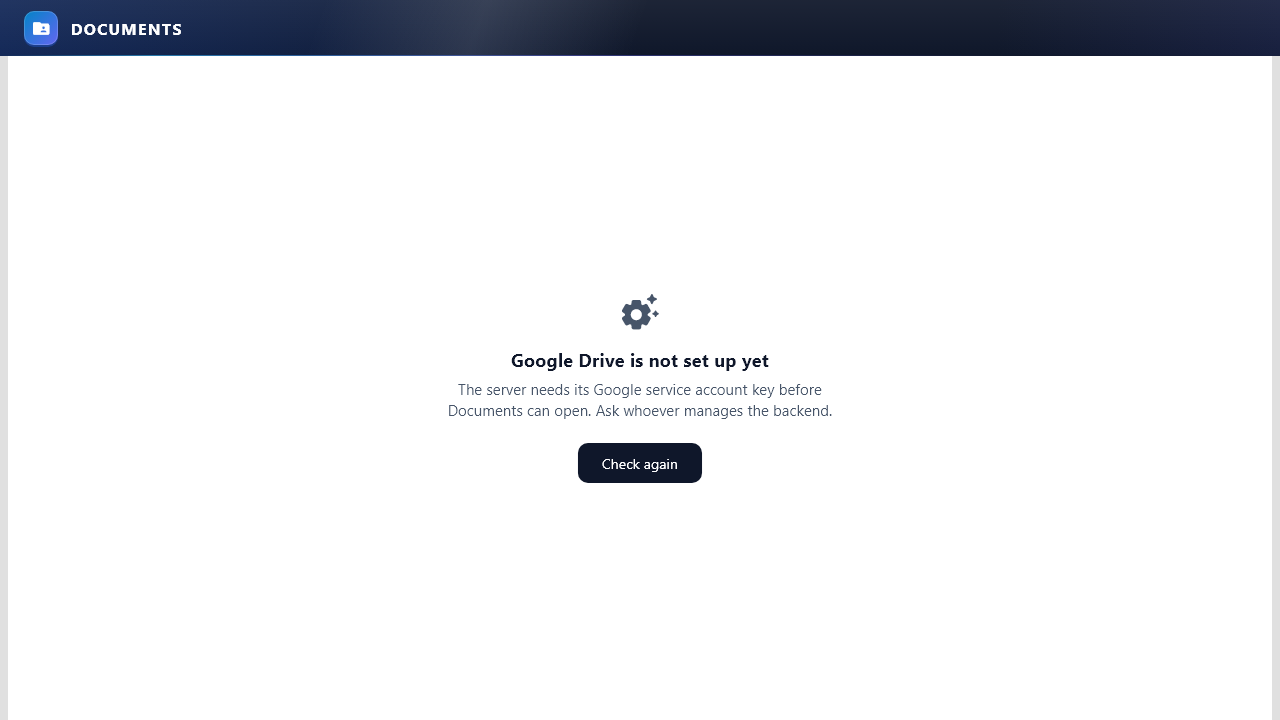 DOCUMENTS
Google Drive is not set up yet
The server needs its Google service account key before
Documents can open. Ask whoever manages the backend.
Check again